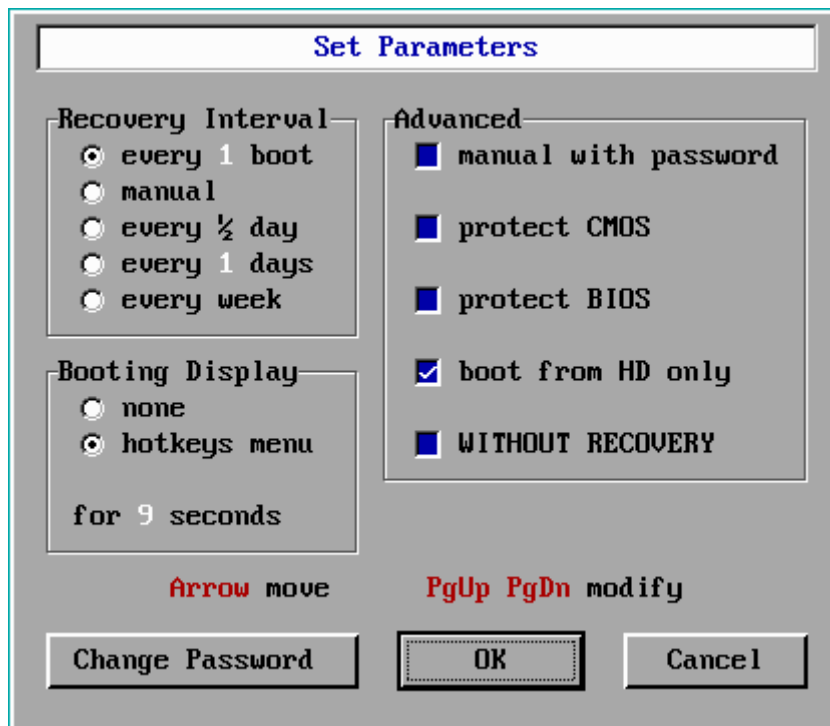 Set Parameters
Recovery Interval
every 1 boot
manual
every ½ day
every 1 days
every week
Booting Display
none
hotkeys menu
for 9 seconds
Advanced
manual with password
protect CMOS
protect BIOS
boot from HD only
WITHOUT RECOVERY
Arrow move PgUp PgDn modify
Change Password OK Cancel